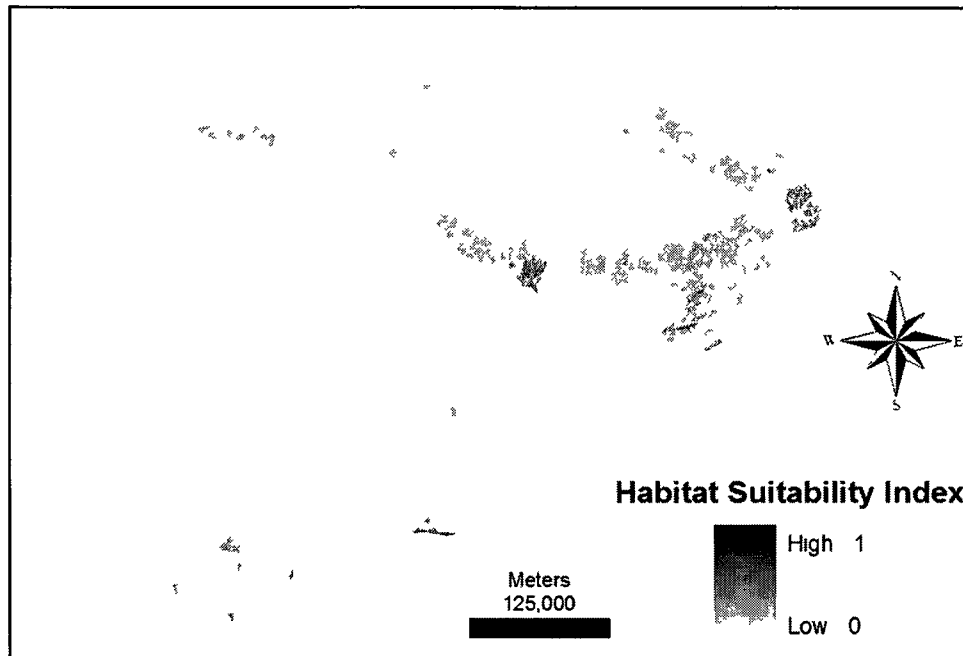 N
W E
S
Habitat Suitability Index
High 1
Low 0
Meters
125,000